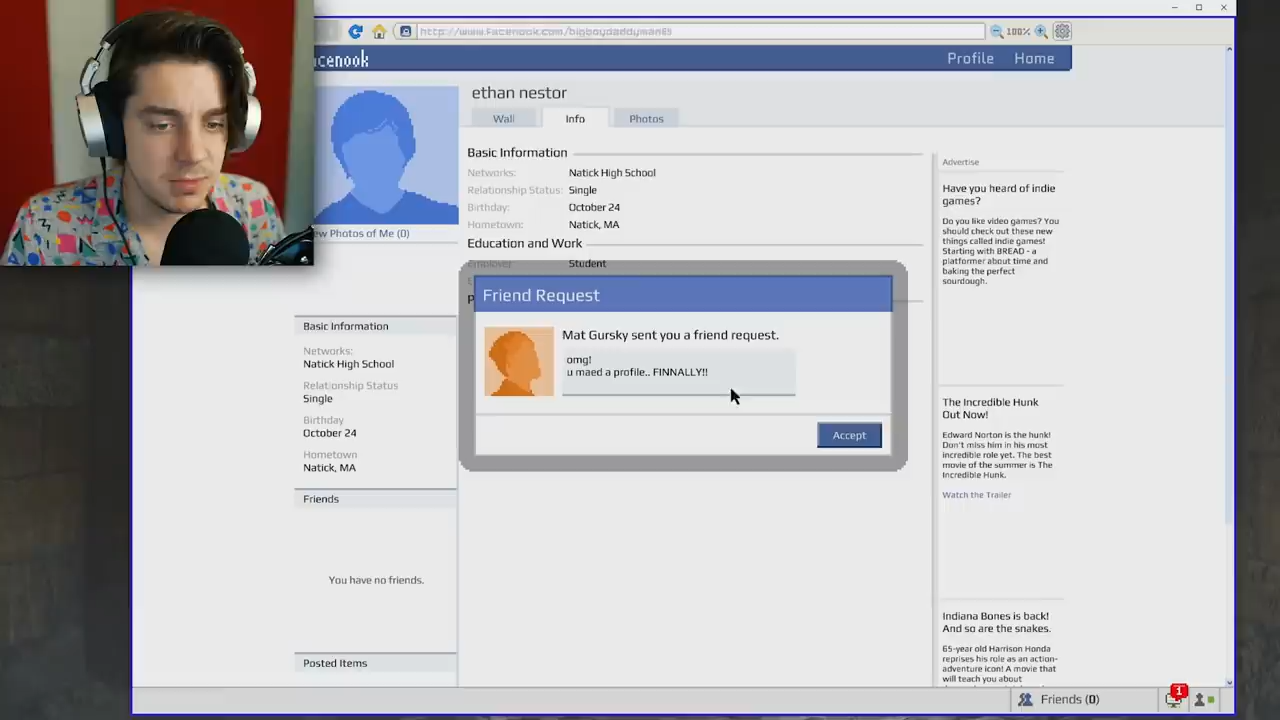 http://www.Facenook.com/bigboydaddyman65
100%
acenook
Profile Home
ethan nestor
Wall Info Photos
Basic Information
Networks: Natick High School
Relationship Status: Single
Birthday: October 24
Hometown: Natick, MA
Education and Work
Employer: Student
View Photos of Me (0)
Friend Request
Mat Gursky sent you a friend request.
omg!
u maed a profile.. FINNALLY!!
Accept
Basic Information
Networks:
Natick High School
Relationship Status
Single
Birthday
October 24
Hometown
Natick, MA
Friends
You have no friends.
Posted Items
Advertise
Have you heard of indie
games?
Do you like video games? You
should check out these new
things called indie games!
Starting with BREAD - a
platformer about time and
baking the perfect
sourdough.
The Incredible Hunk
Out Now!
Edward Norton is the hunk!
Don't miss him in his most
incredible role yet. The best
movie of the summer is The
Incredible Hunk.
Watch the Trailer
Indiana Bones is back!
And so are the snakes.
65-year old Harrison Honda
reprises his role as an action-
adventure icon! A movie that
will teach you about
Friends (0)
1